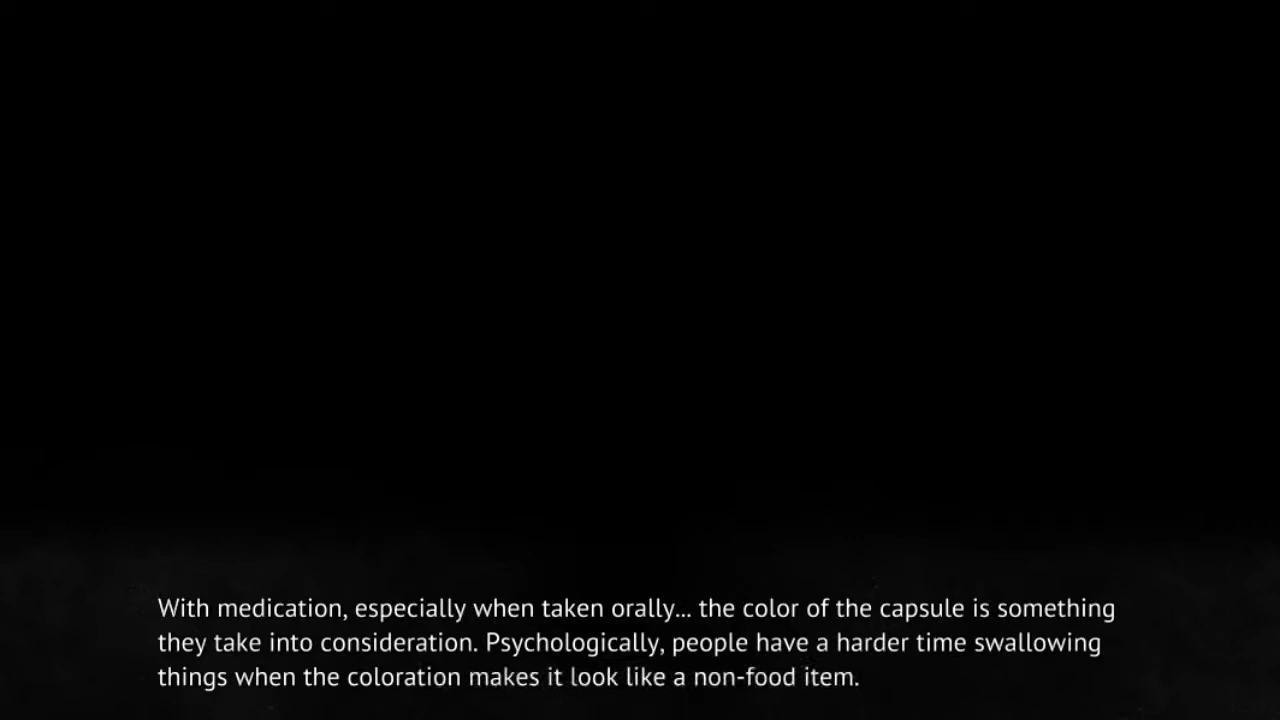 With medication, especially when taken orally... the color of the capsule is something
they take into consideration. Psychologically, people have a harder time swallowing
things when the coloration makes it look like a non-food item.